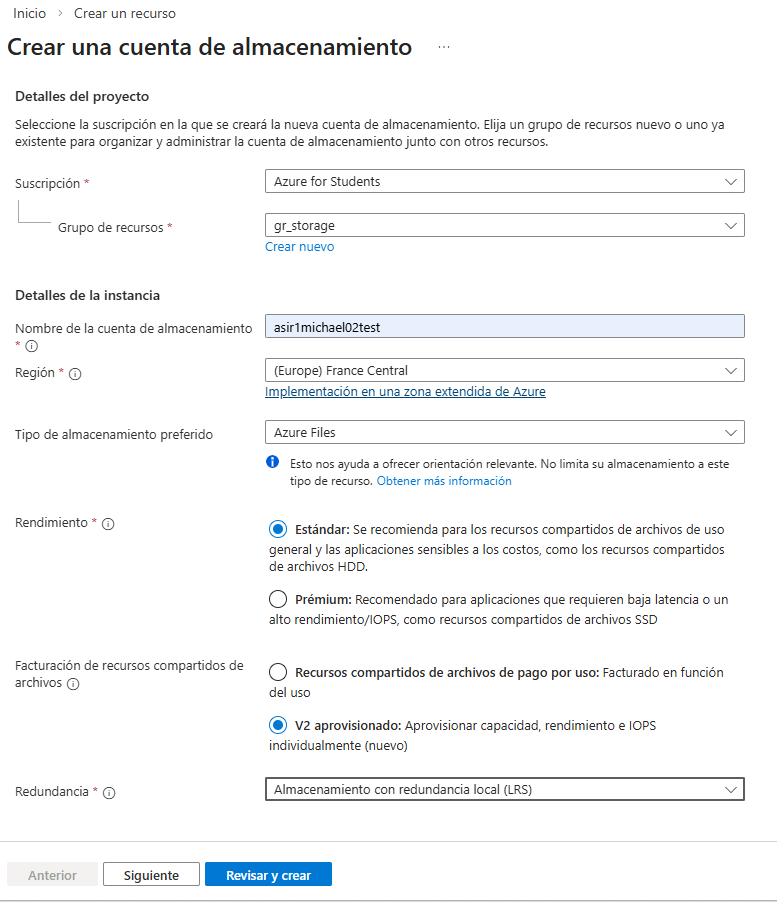 Inicio > Crear un recurso
Crear una cuenta de almacenamiento ...
Detalles del proyecto
Seleccione la suscripción en la que se creará la nueva cuenta de almacenamiento. Elija un grupo de recursos nuevo o uno ya
existente para organizar y administrar la cuenta de almacenamiento junto con otros recursos.
Suscripción *
Azure for Students
Grupo de recursos *
gr_storage
Crear nuevo
Detalles de la instancia
Nombre de la cuenta de almacenamiento
*
asir1michael02test
Región *
(Europe) France Central
Implementación en una zona extendida de Azure
Tipo de almacenamiento preferido
Azure Files
Esto nos ayuda a ofrecer orientación relevante. No limita su almacenamiento a este
tipo de recurso. Obtener más información
Rendimiento *
Estándar: Se recomienda para los recursos compartidos de archivos de uso
general y las aplicaciones sensibles a los costos, como los recursos compartidos
de archivos HDD.
Prémium: Recomendado para aplicaciones que requieren baja latencia o un
alto rendimiento/IOPS, como recursos compartidos de archivos SSD
Facturación de recursos compartidos de
archivos
Recursos compartidos de archivos de pago por uso: Facturado en función
del uso
V2 aprovisionado: Aprovisionar capacidad, rendimiento e IOPS
individualmente (nuevo)
Redundancia *
Almacenamiento con redundancia local (LRS)
Anterior
Siguiente
Revisar y crear